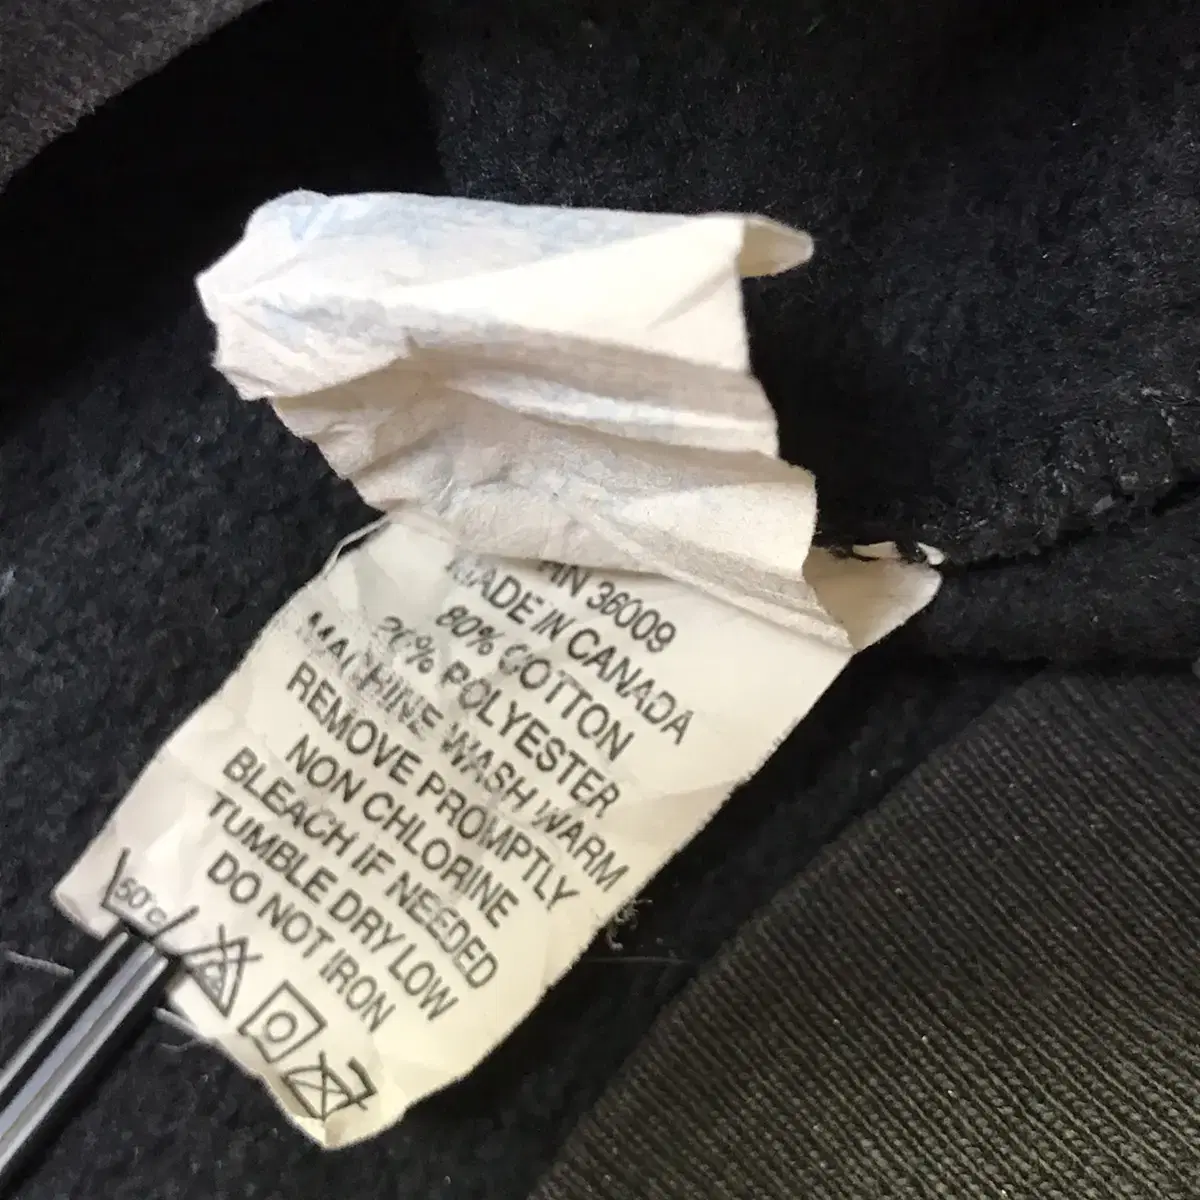 RN 36009
MADE IN CANADA
80% COTTON
20% POLYESTER
MACHINE WASH WARM
REMOVE PROMPTLY
NON CHLORINE
BLEACH IF NEEDED
TUMBLE DRY LOW
DO NOT IRON
50°C